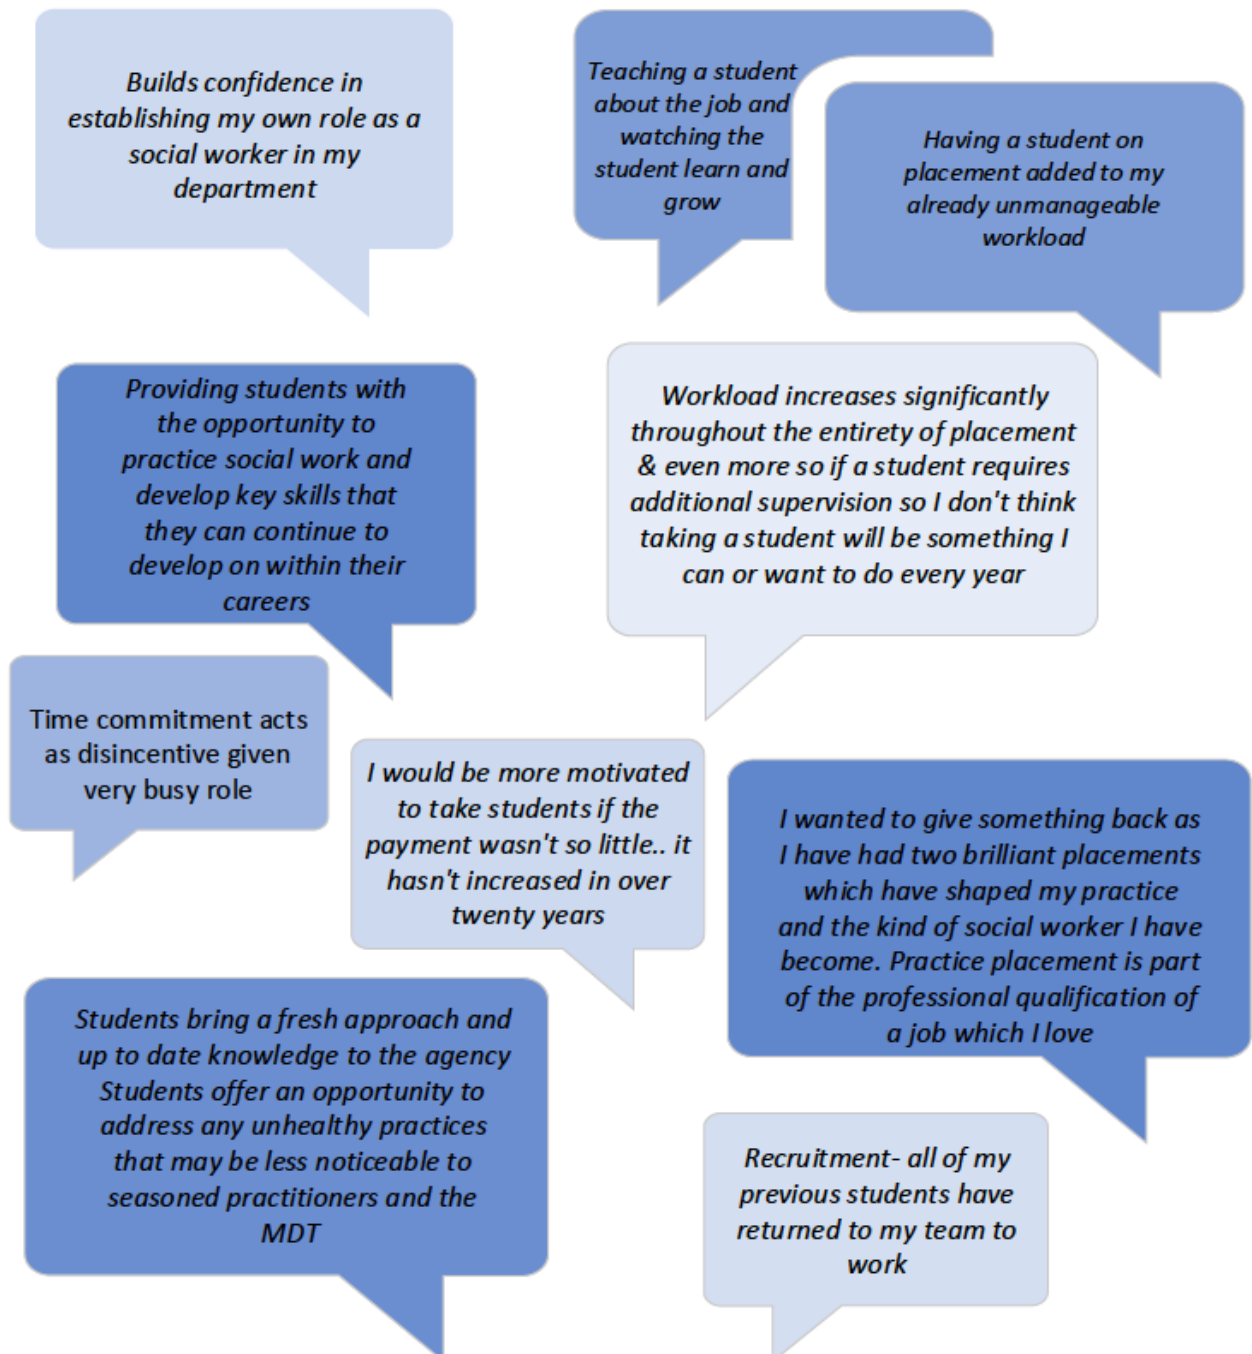 Builds confidence in
establishing my own role as a
social worker in my
department
Teaching a student
about the job and
watching the
student learn and
grow
Having a student on
placement added to my
already unmanageable
workload
Providing students with
the opportunity to
practice social work and
develop key skills that
they can continue to
develop on within their
careers
Workload increases significantly
throughout the entirety of placement
& even more so if a student requires
additional supervision so I don't think
taking a student will be something I
can or want to do every year
Time commitment acts
as disincentive given
very busy role
I would be more motivated
to take students if the
payment wasn't so little.. it
hasn't increased in over
twenty years
I wanted to give something back as
I have had two brilliant placements
which have shaped my practice
and the kind of social worker I have
become. Practice placement is part
of the professional qualification of
a job which I love
Students bring a fresh approach and
up to date knowledge to the agency
Students offer an opportunity to
address any unhealthy practices
that may be less noticeable to
seasoned practitioners and the
MDT
Recruitment- all of my
previous students have
returned to my team to
work